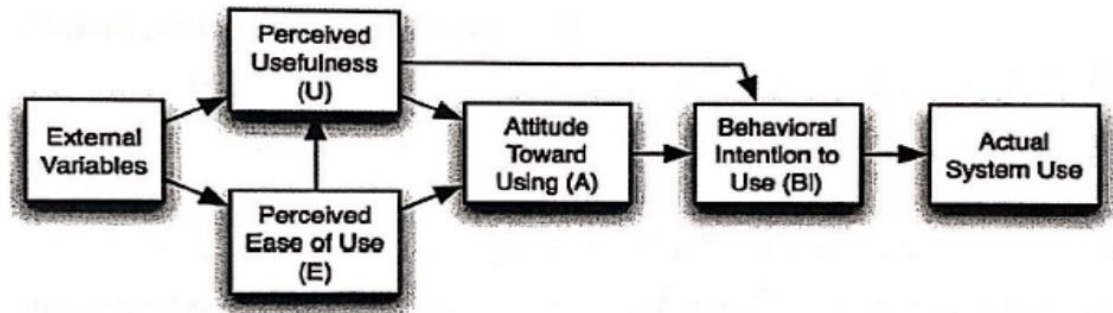 Perceived
Usefulness
(U)
External
Variables
Perceived
Ease of Use
(E)
Attitude
Toward
Using (A)
Behavioral
Intention to
Use (BI)
Actual
System Use